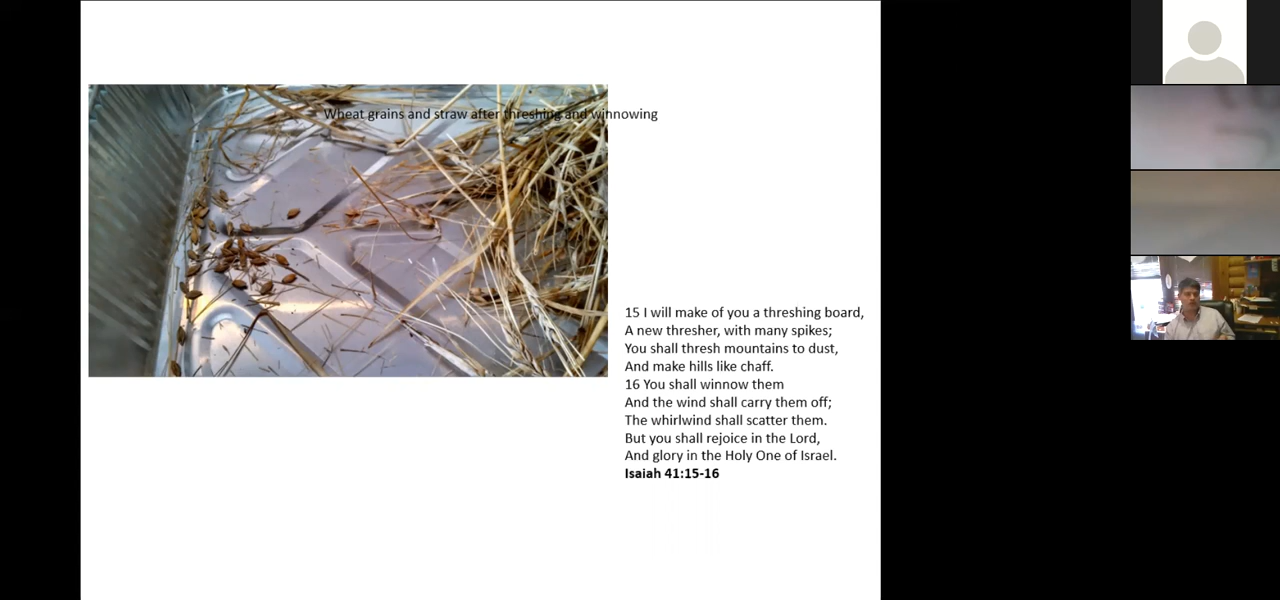 Wheat grains and straw after threshing and winnowing
15 I will make of you a threshing board,
A new thresher, with many spikes;
You shall thresh mountains to dust,
And make hills like chaff.
16 You shall winnow them
And the wind shall carry them off;
The whirlwind shall scatter them.
But you shall rejoice in the Lord,
And glory in the Holy One of Israel.
Isaiah 41:15-16